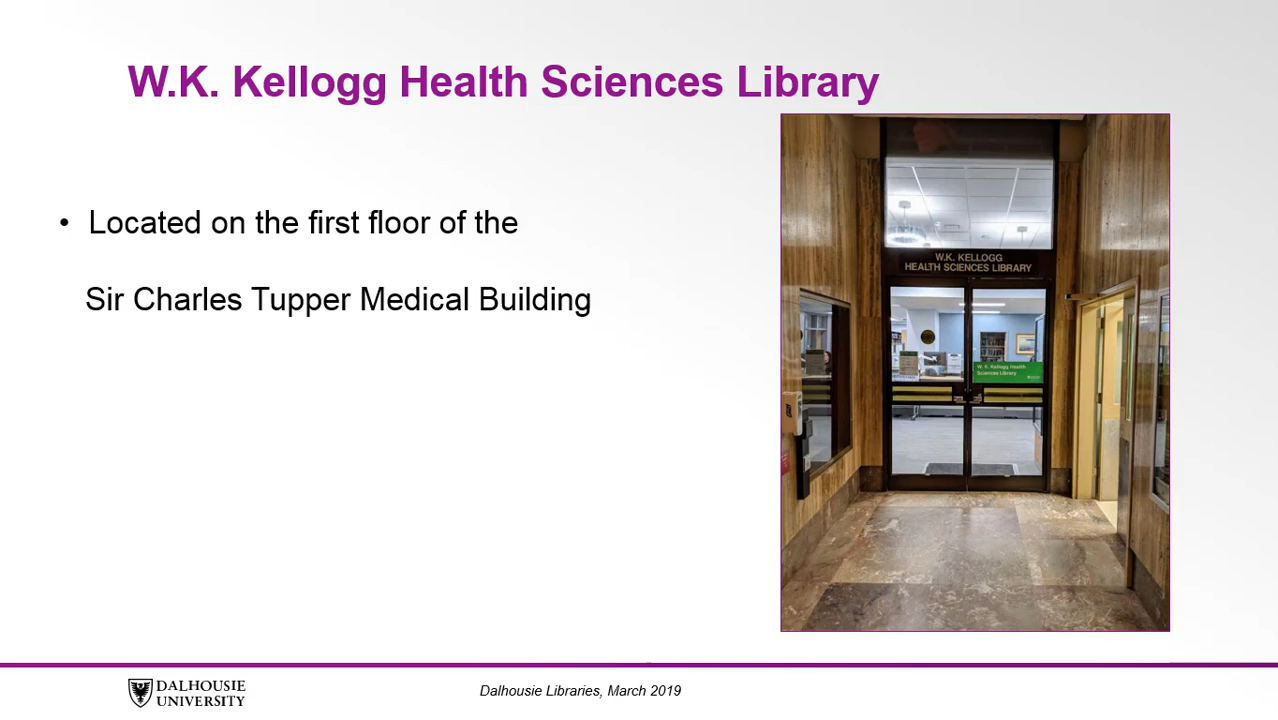 W.K. Kellogg Health Sciences Library
• Located on the first floor of the
Sir Charles Tupper Medical Building
W.K. KELLOGG
HEALTH SCIENCES LIBRARY
W. K. Kellogg Health
Sciences Library
DALHOUSIE
UNIVERSITY
Dalhousie Libraries, March 2019